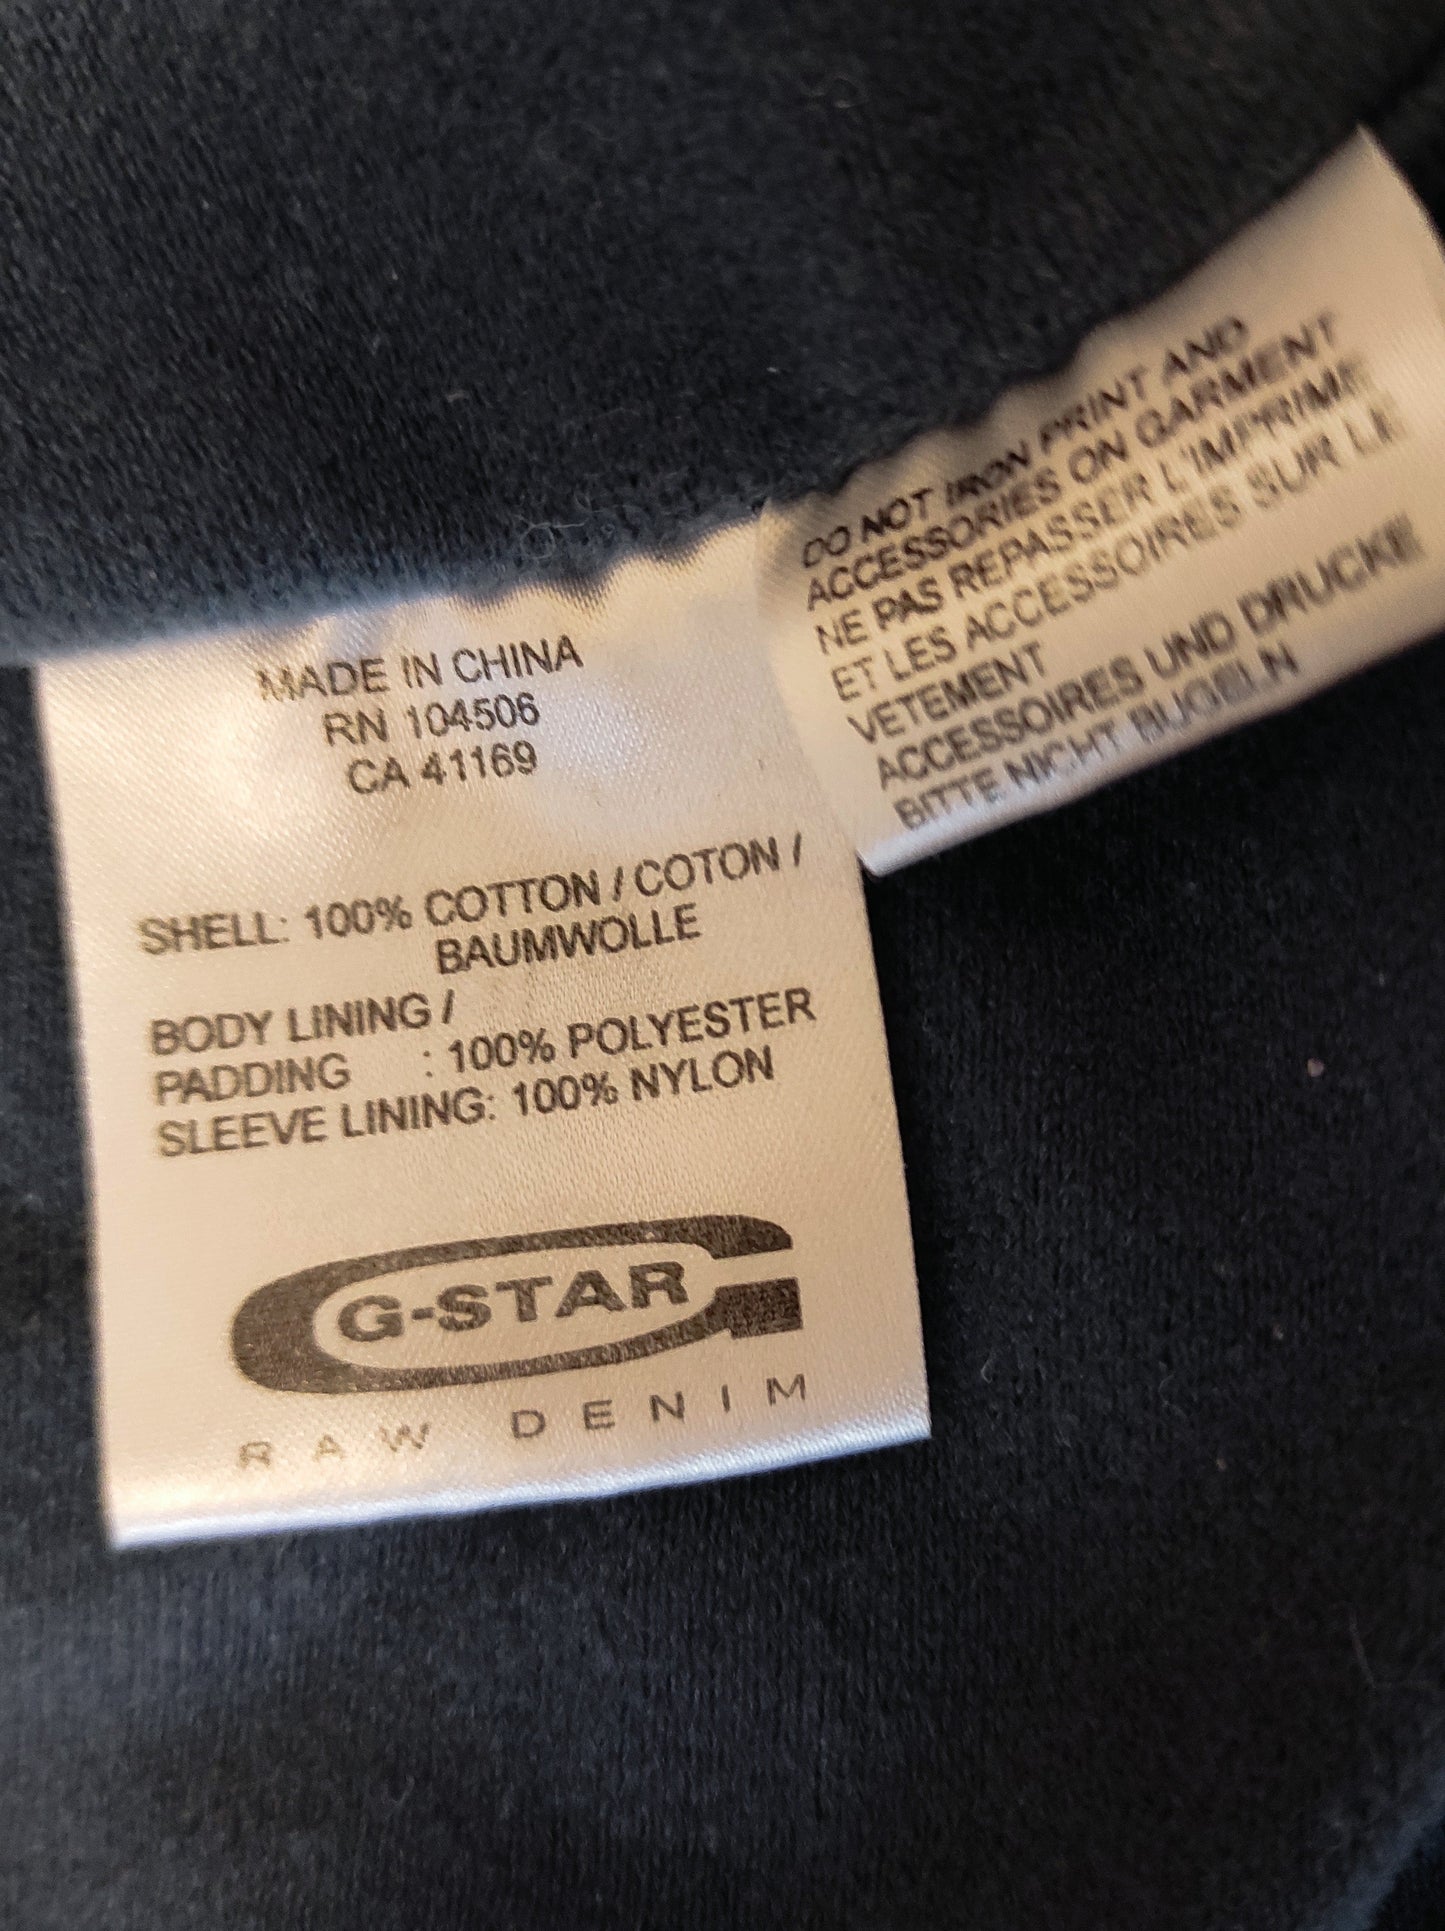 MADE IN CHINA
RN 104506
CA 41169
SHELL: 100% COTTON / COTON /
BAUMWOLLE
BODY LINING /
PADDING : 100% POLYESTER
SLEEVE LINING: 100% NYLON
G-STAR
RAW DENIM
DO NOT IRON PRINT AND
ACCESSORIES ON GARMENT
NE PAS REPASSER L'IMPRIME
ET LES ACCESSOIRES SUR LE
VETEMENT
ACCESSOIRES UND DRUCKE
BITTE NICHT BUGELN